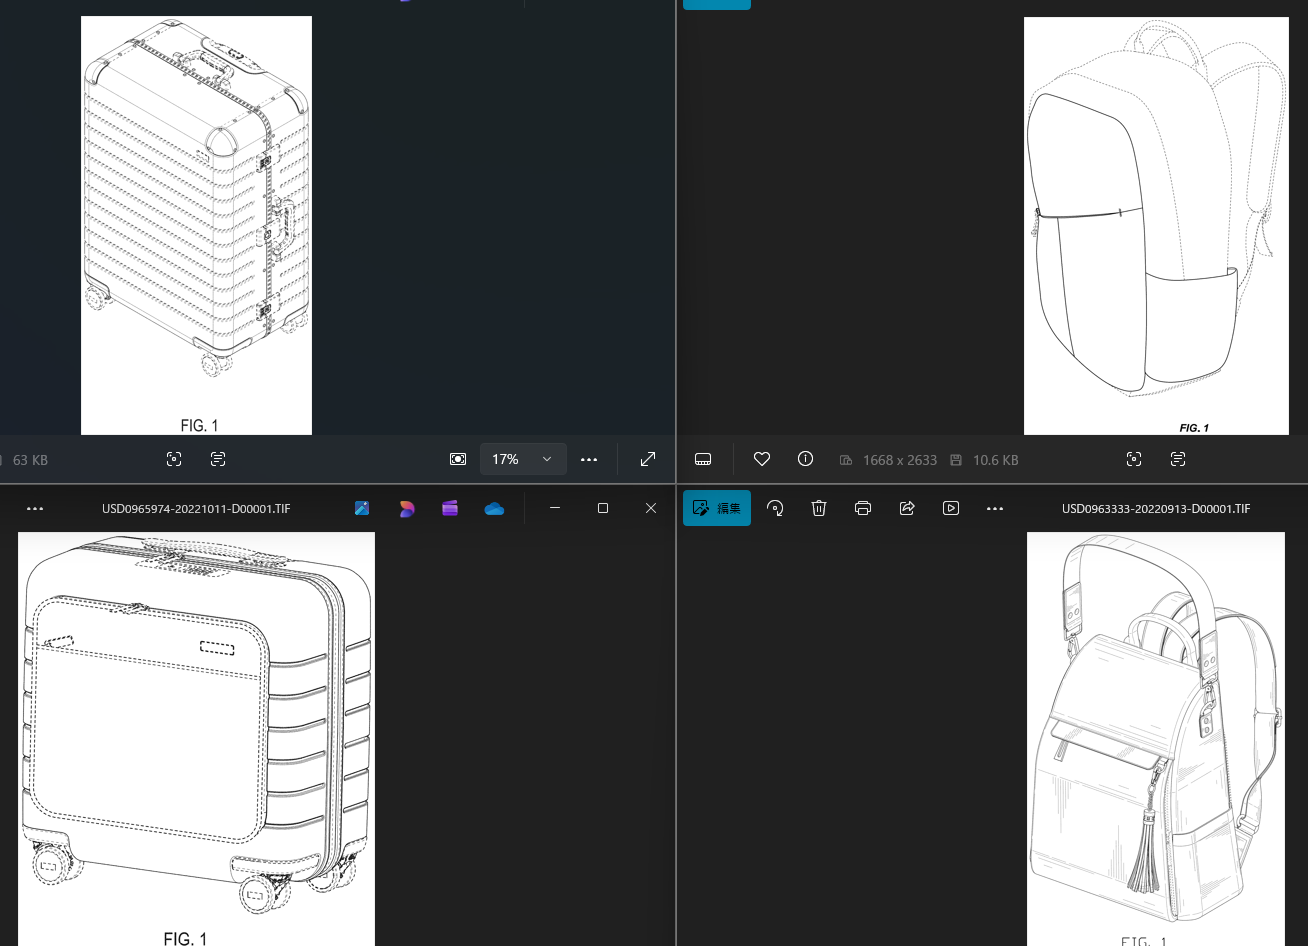 FIG. 1
63 KB
17%
FIG. 1
1668 x 2633
10.6 KB
USD0965974-20221011-D00001.TIF
FIG. 1
編集
USD0963333-20220913-D00001.TIF
FIG. 1